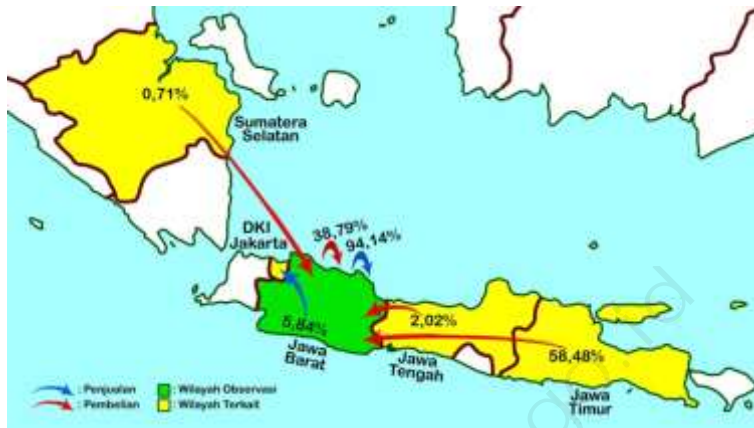 0,71%
Sumatera
Selatan
DKI
Jakarta
38,79%
94,14%
5,84%
Jawa
Barat
2,02%
Jawa
Tengah
58,48%
Jawa
Timur
: Penjualan
: Wilayah Observasi
: Pembelian
: Wilayah Terkait